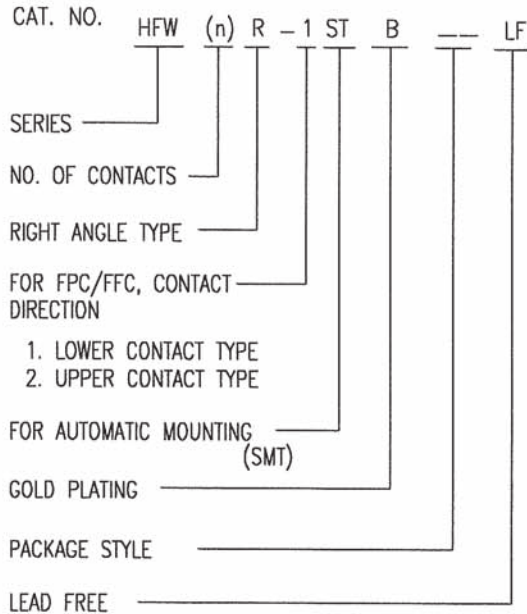 CAT. NO. HFW (n) R - 1 ST B __ LF
SERIES
NO. OF CONTACTS
RIGHT ANGLE TYPE
FOR FPC/FFC, CONTACT
DIRECTION
1. LOWER CONTACT TYPE
2. UPPER CONTACT TYPE
FOR AUTOMATIC MOUNTING
(SMT)
GOLD PLATING
PACKAGE STYLE
LEAD FREE